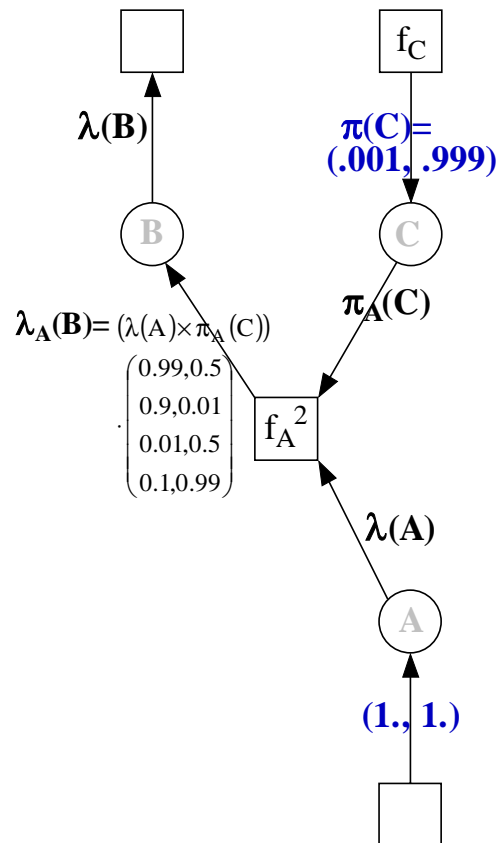 f_C
λ(B)
π(C)=
(.001, .999)
B
C
π_A(C)
λ_A(B)= (λ(A)×π_A(C))
· (0.99,0.5
0.9,0.01
0.01,0.5
0.1,0.99)
f_A^2
λ(A)
A
(1., 1.)